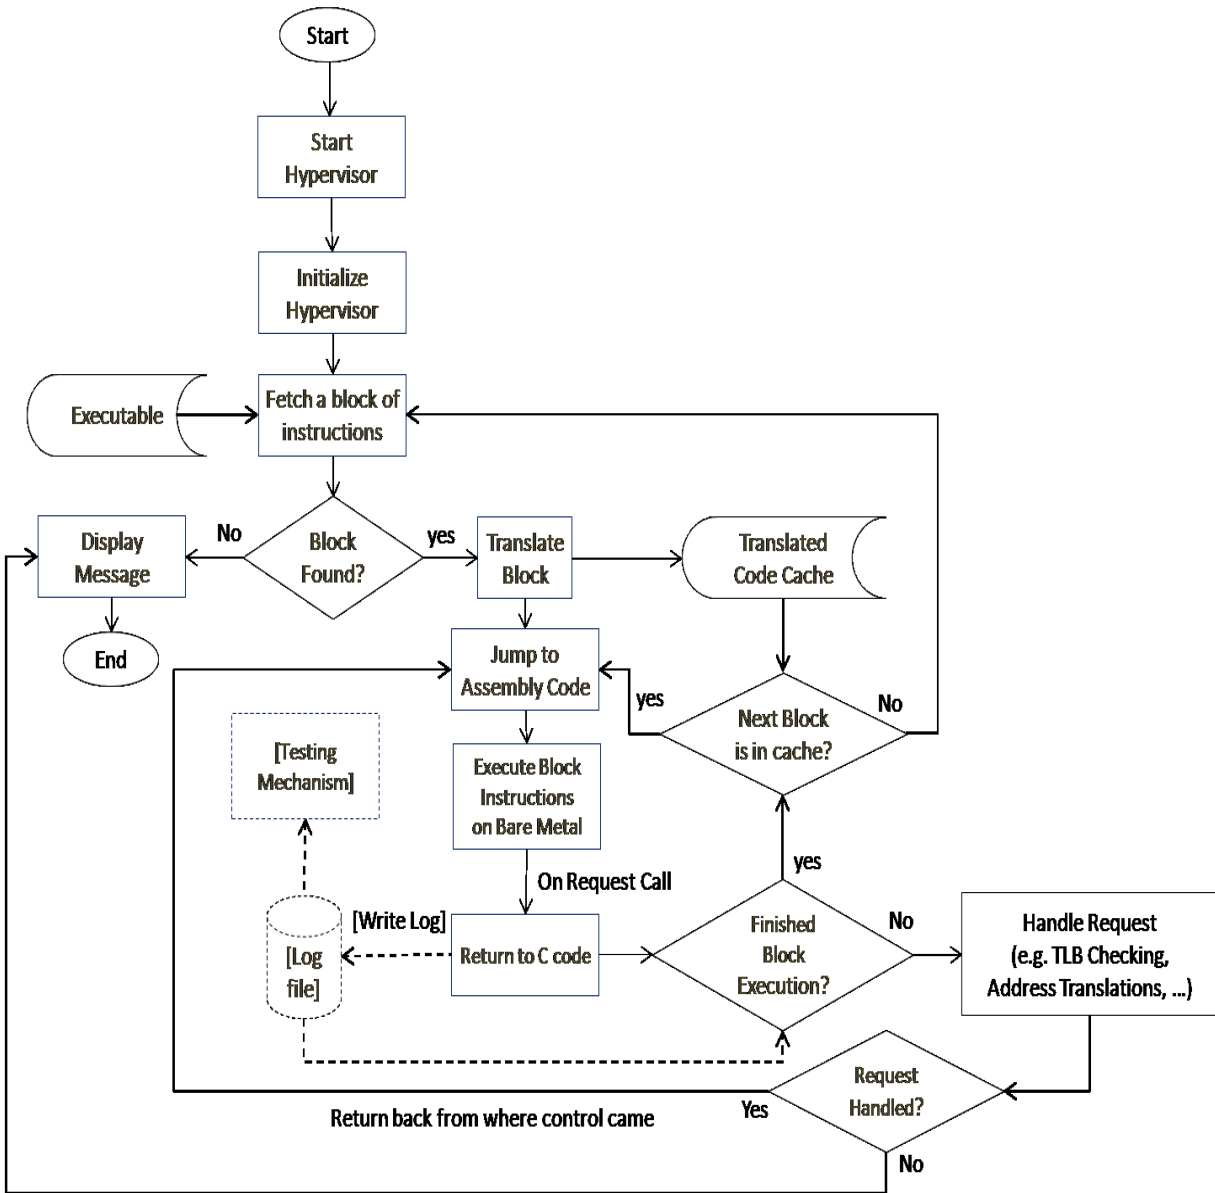 Start
Start
Hypervisor
Initialize
Hypervisor
Executable
Fetch a block of
instructions
Display
Message
No
Block
Found?
yes
Translate
Block
Translated
Code Cache
End
Jump to
Assembly Code
yes
Next Block
is in cache?
No
[Testing
Mechanism]
Execute Block
Instructions
on Bare Metal
yes
On Request Call
[Write Log]
[Log
file]
Return to C code
Finished
Block
Execution?
No
Handle Request
(e.g. TLB Checking,
Address Translations, ...)
Request
Handled?
Yes
Return back from where control came
No